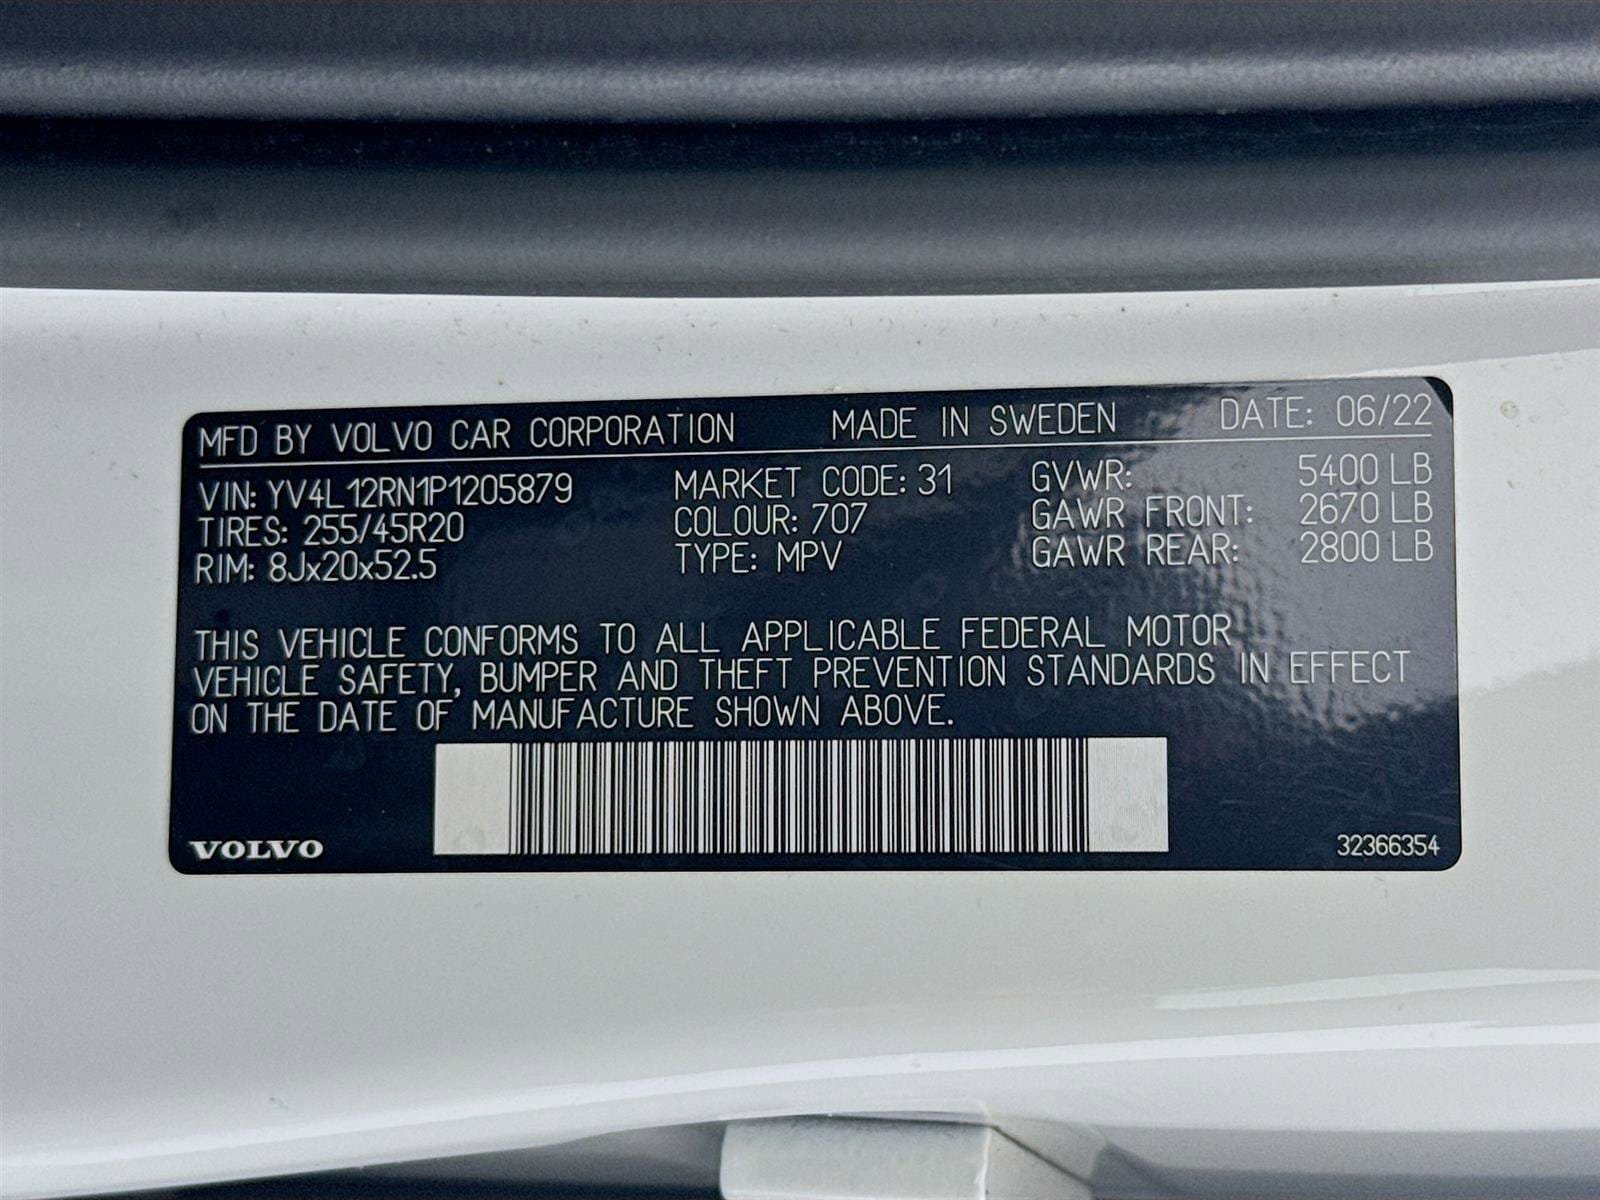 MFD BY VOLVO CAR CORPORATION MADE IN SWEDEN DATE: 06/22
VIN: YV4L12RN1P1205879 MARKET CODE: 31 GVWR: 5400 LB
TIRES: 255/45R20 COLOUR: 707 GAWR FRONT: 2670 LB
RIM: 8Jx20x52.5 TYPE: MPV GAWR REAR: 2800 LB
THIS VEHICLE CONFORMS TO ALL APPLICABLE FEDERAL MOTOR
VEHICLE SAFETY, BUMPER AND THEFT PREVENTION STANDARDS IN EFFECT
ON THE DATE OF MANUFACTURE SHOWN ABOVE.
VOLVO 32366354